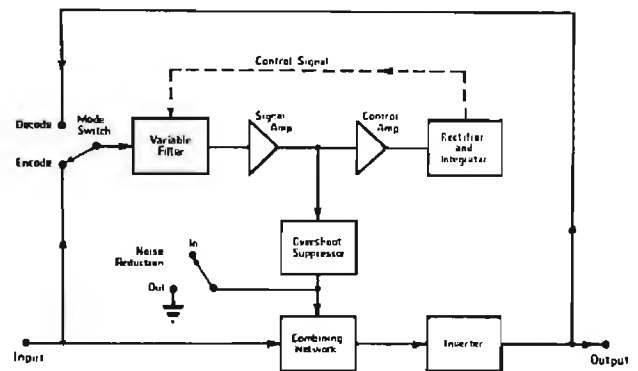 Control Signal
Decode
Mode
Switch
Encode
Variable
Filter
Signal
Amp
Control
Amp
Rectifier
and
Integrator
Overshoot
Suppressor
Noise
Reduction
In
Out
Input
Combining
Network
Inverter
Output